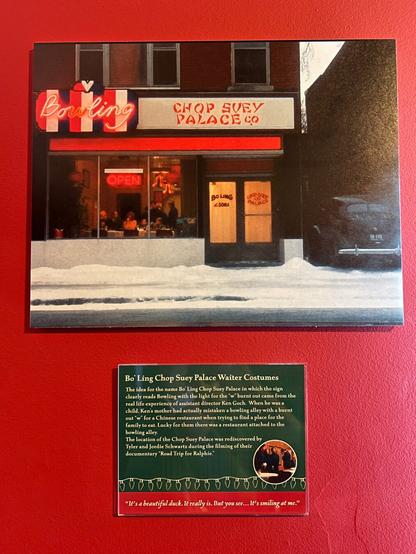 Bowling
CHOP SUEY
PALACE CO
OPEN
BO LING
CHOP SUEY
PALACE
Bo' Ling Chop Suey Palace Waiter Costumes
The idea for the name Bo' Ling Chop Suey Palace in which the sign
clearly reads Bowling with the light for the "w" burnt out came from the
real life experience of assistant director Ken Goch. When he was a
child, Ken's mother had actually mistaken a bowling alley with a burnt
out "w" for a Chinese restaurant when trying to find a place for the
family to eat. Lucky for them there was a restaurant attached to the
bowling alley.
The location of the Chop Suey Palace was rediscovered by
Tyler and Jordie Schwartz during the filming of their
documentary "Road Trip for Ralphie."
"It's a beautiful duck. It really is. But you see... It's smiling at me."